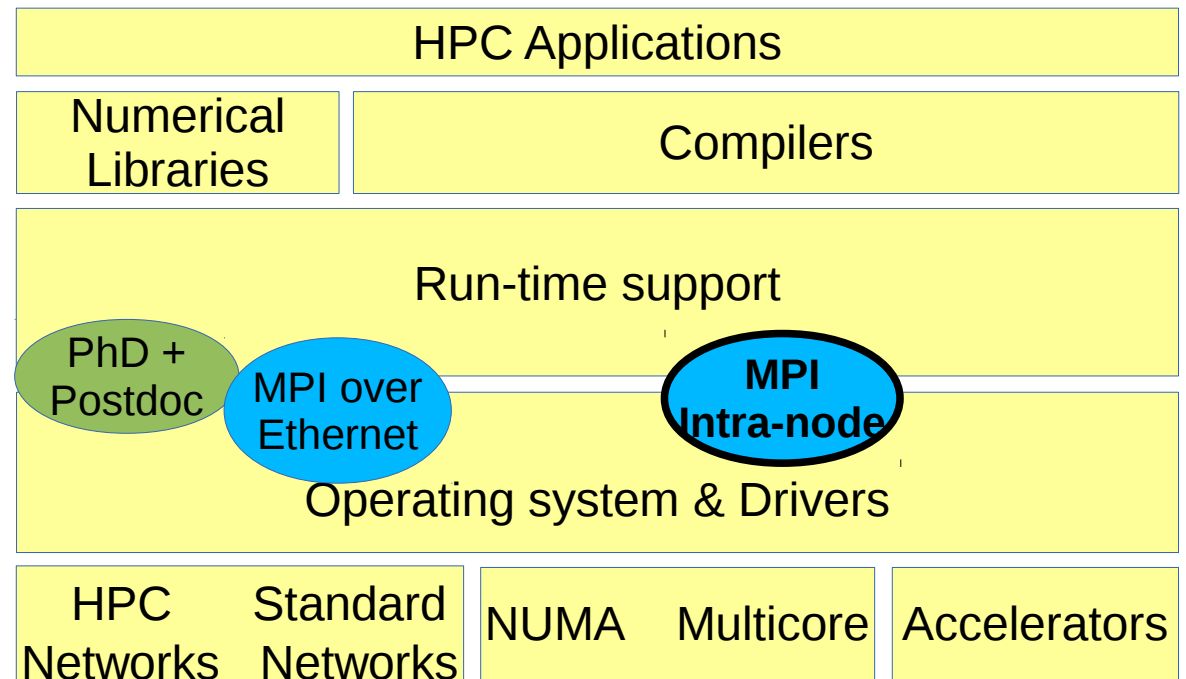 HPC Applications
Numerical
Libraries
Compilers
Run-time support
PhD +
Postdoc
MPI over
Ethernet
MPI
Intra-node
Operating system & Drivers
HPC
Networks
Standard
Networks
NUMA
Multicore
Accelerators